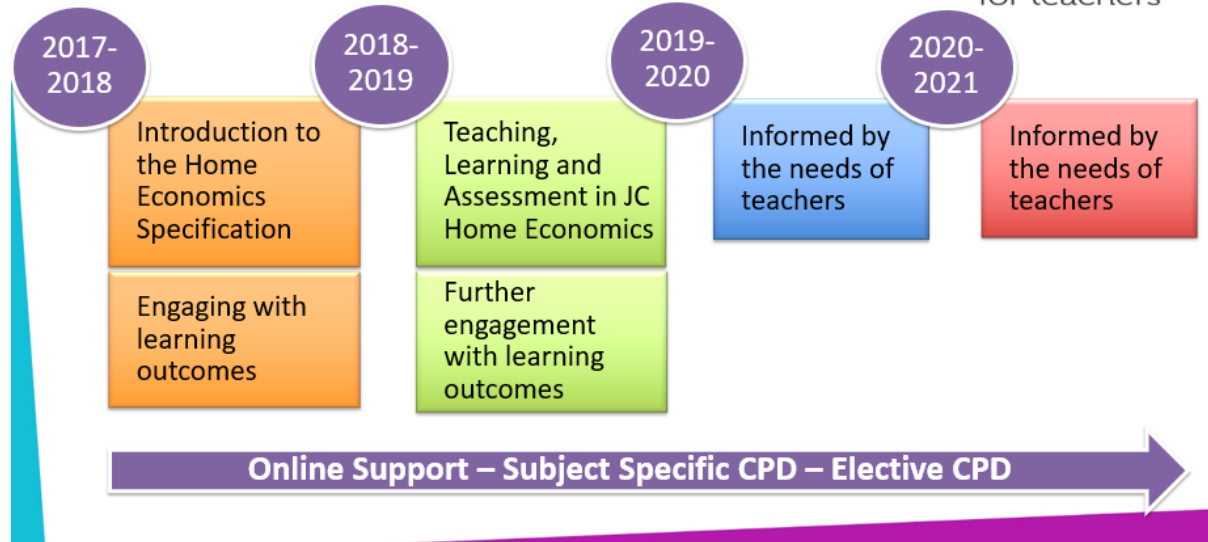 for teachers
2017-
2018
2018-
2019
2019-
2020
2020-
2021
Introduction to
the Home
Economics
Specification
Teaching,
Learning and
Assessment in JC
Home Economics
Informed by
the needs of
teachers
Informed by
the needs of
teachers
Engaging with
learning
outcomes
Further
engagement
with learning
outcomes
Online Support – Subject Specific CPD – Elective CPD